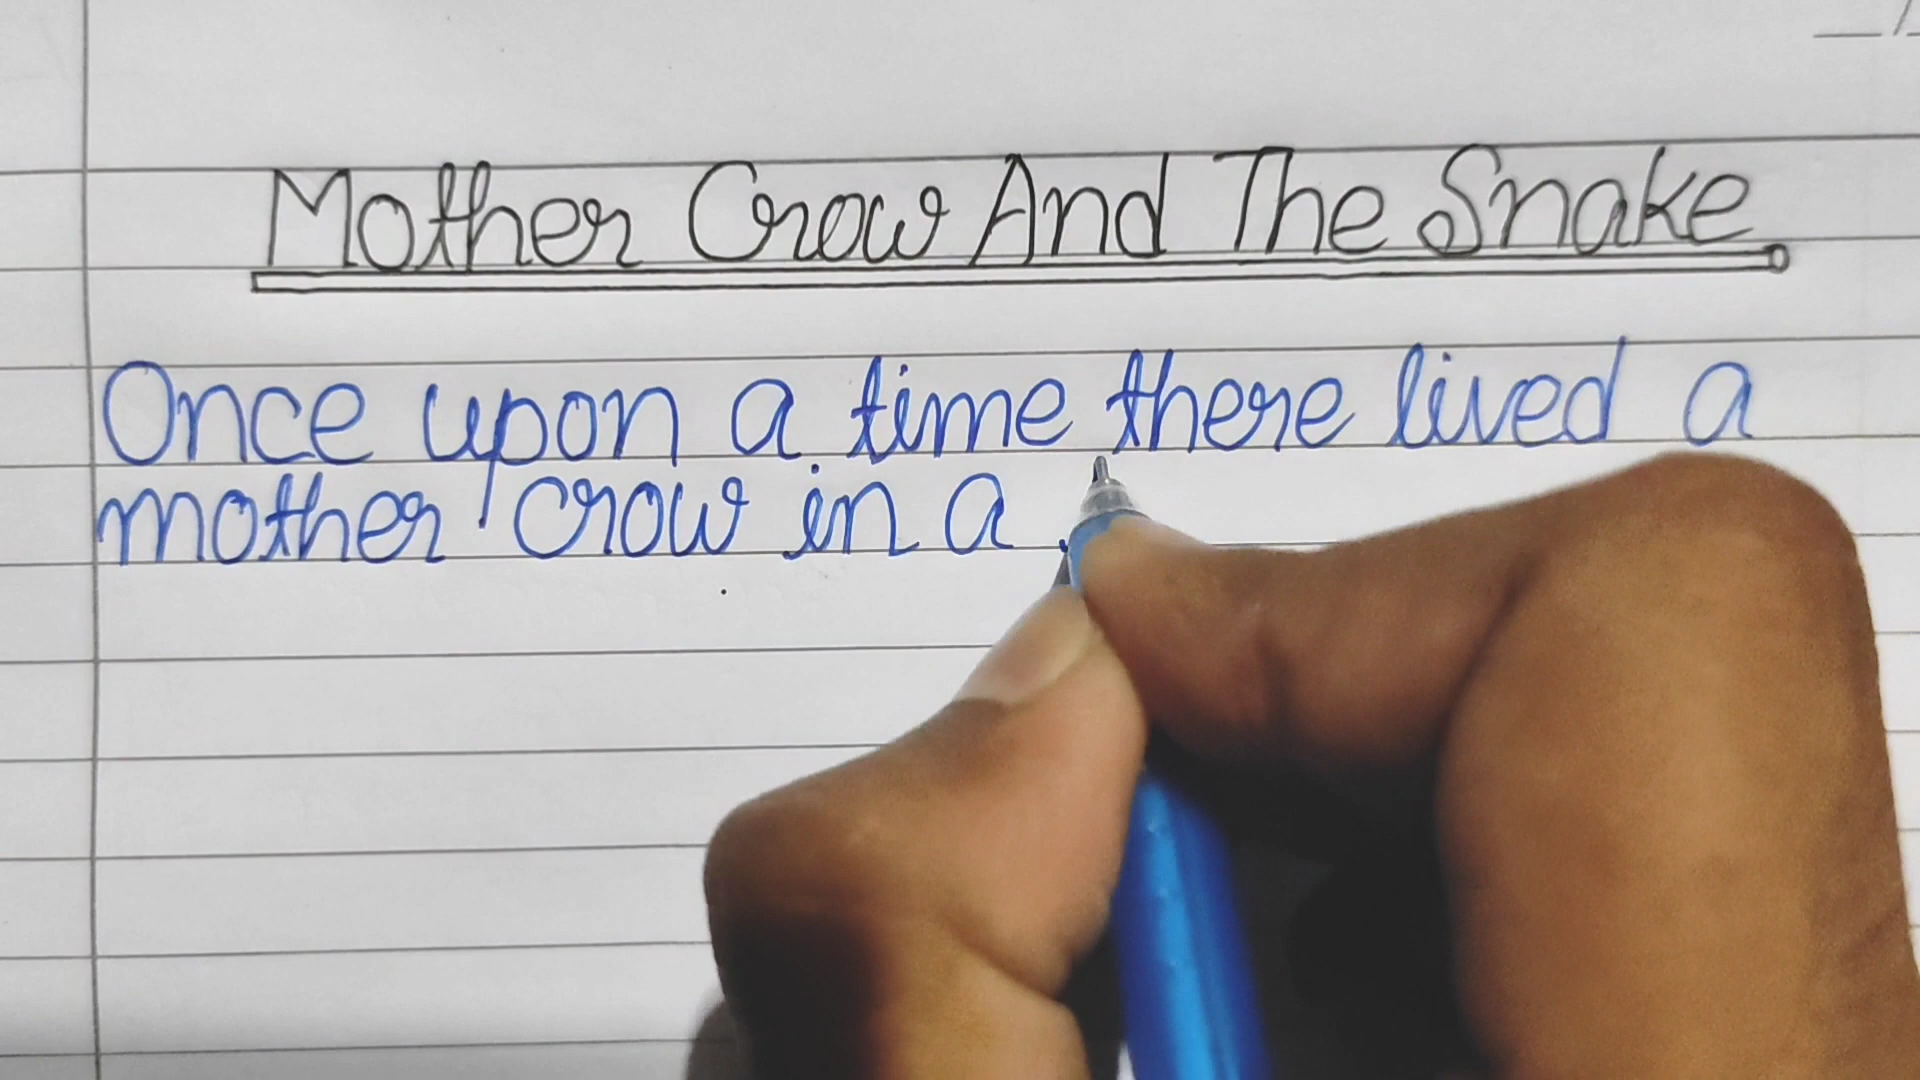 Mother Crow And The Snake
Once upon a time there lived a
mother crow in a